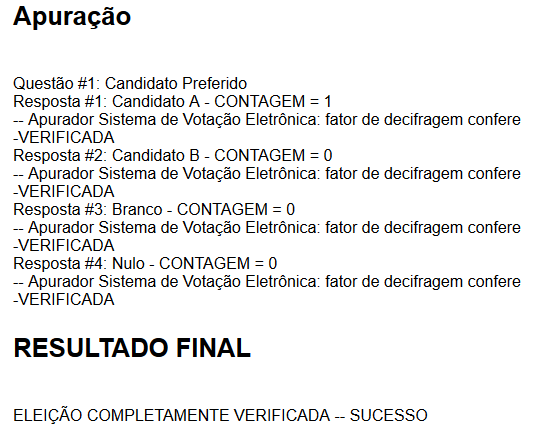 Apuração
Questão #1: Candidato Preferido
Resposta #1: Candidato A - CONTAGEM = 1
-- Apurador Sistema de Votação Eletrônica: fator de decifragem confere
-VERIFICADA
Resposta #2: Candidato B - CONTAGEM = 0
-- Apurador Sistema de Votação Eletrônica: fator de decifragem confere
-VERIFICADA
Resposta #3: Branco - CONTAGEM = 0
-- Apurador Sistema de Votação Eletrônica: fator de decifragem confere
-VERIFICADA
Resposta #4: Nulo - CONTAGEM = 0
-- Apurador Sistema de Votação Eletrônica: fator de decifragem confere
-VERIFICADA
RESULTADO FINAL
ELEIÇÃO COMPLETAMENTE VERIFICADA -- SUCESSO